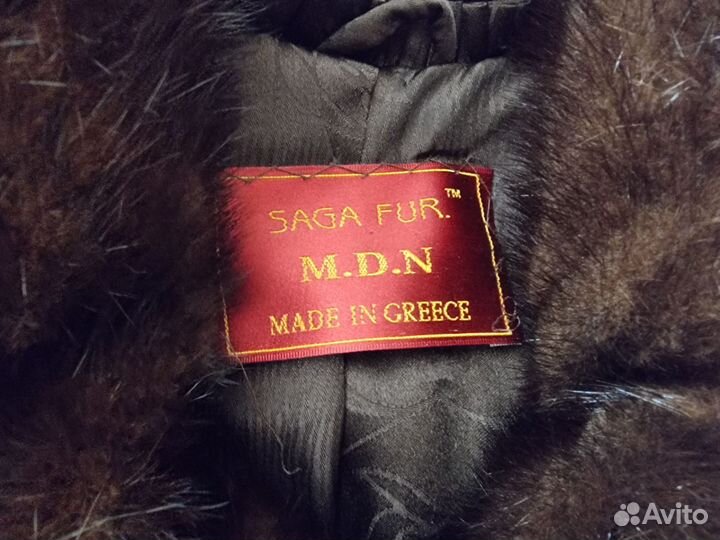 SAGA FUR.™
M.D.N
MADE IN GREECE
Avito